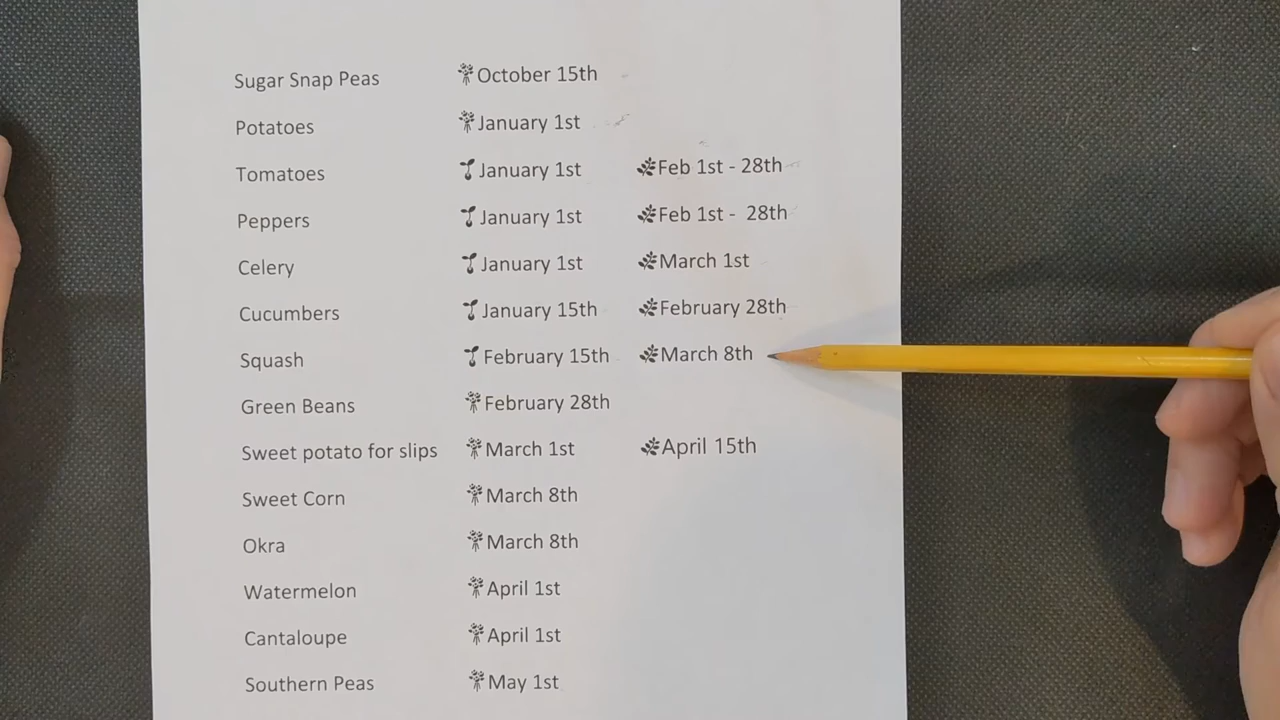 Sugar Snap Peas October 15th
Potatoes January 1st
Tomatoes January 1st Feb 1st - 28th
Peppers January 1st Feb 1st - 28th
Celery January 1st March 1st
Cucumbers January 15th February 28th
Squash February 15th March 8th
Green Beans February 28th
Sweet potato for slips March 1st April 15th
Sweet Corn March 8th
Okra March 8th
Watermelon April 1st
Cantaloupe April 1st
Southern Peas May 1st